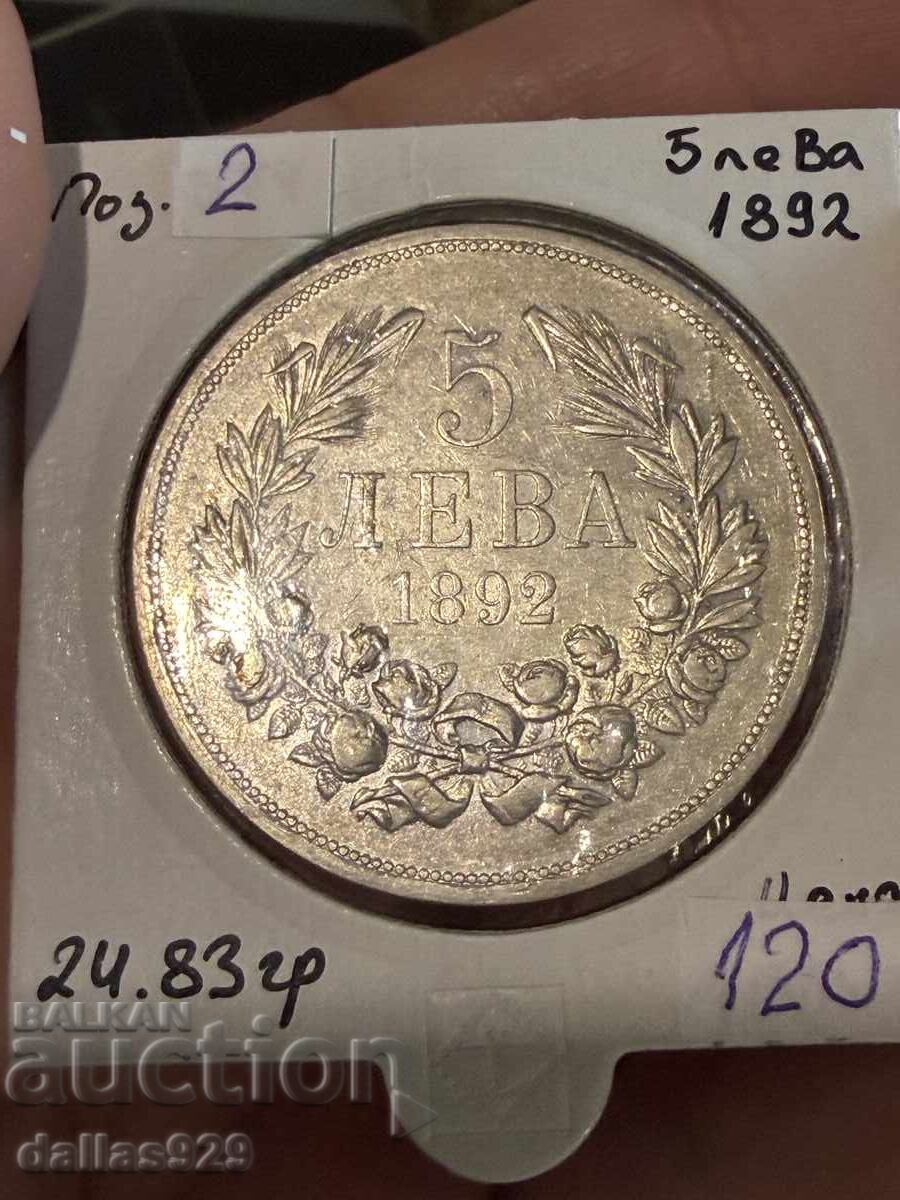 Поз. 2
5 лева
1892
5
ЛЕВА
1892
24.83гр
120
BALKAN
auction
dallas929